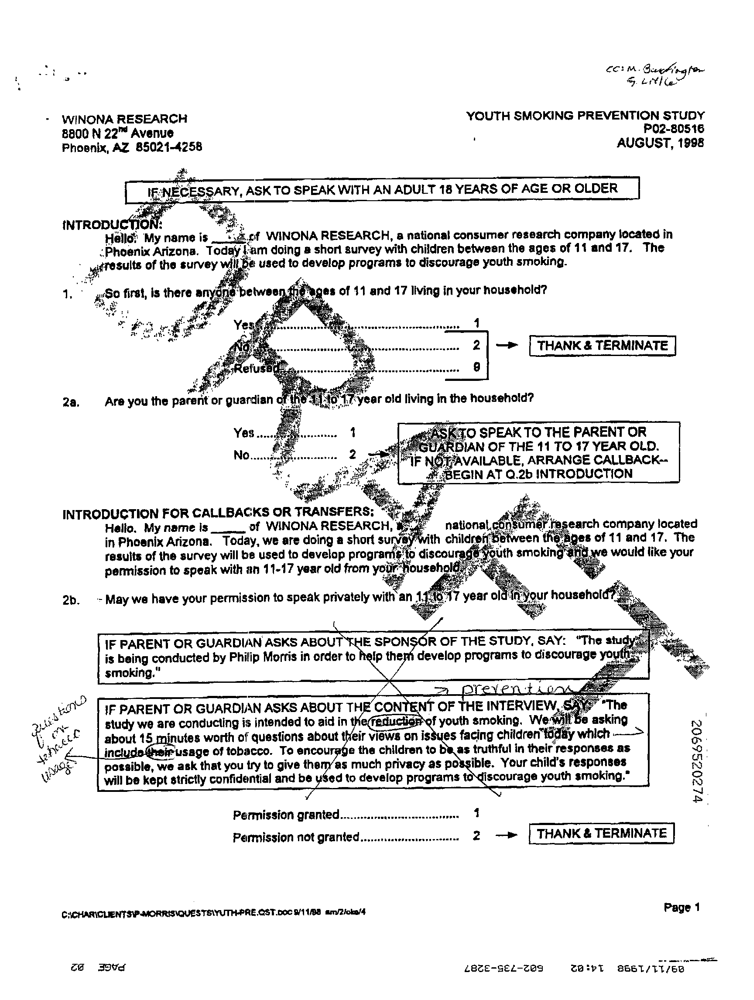 cc: M.
S. Little
WINONA RESEARCH
8800 N 22nd Avenue
Phoenix, AZ 85021-4258
YOUTH SMOKING PREVENTION STUDY
P02-80516
AUGUST, 1998
IF NECESSARY, ASK TO SPEAK WITH AN ADULT 18 YEARS OF AGE OR OLDER
INTRODUCTION:
Hello. My name is _____ of WINONA RESEARCH, a national consumer research company located in
Phoenix Arizona. Today I am doing a short survey with children between the ages of 11 and 17. The
results of the survey will be used to develop programs to discourage youth smoking.
1. So first, is there anyone between the ages of 11 and 17 living in your household?
Yes ........................................ 1
No ........................................ 2 → THANK & TERMINATE
Refused ........................................ 9
2a. Are you the parent or guardian of the 11 to 17 year old living in the household?
Yes ..................... 1
No ..................... 2 →
ASK TO SPEAK TO THE PARENT OR
GUARDIAN OF THE 11 TO 17 YEAR OLD.
IF NOT AVAILABLE, ARRANGE CALLBACK--
BEGIN AT Q.2b INTRODUCTION
INTRODUCTION FOR CALLBACKS OR TRANSFERS:
Hello. My name is _____ of WINONA RESEARCH, a national consumer research company located
in Phoenix Arizona. Today, we are doing a short survey with children between the ages of 11 and 17. The
results of the survey will be used to develop programs to discourage youth smoking and we would like your
permission to speak with an 11-17 year old from your household.
2b. - May we have your permission to speak privately with an 11 to 17 year old in your household?
IF PARENT OR GUARDIAN ASKS ABOUT THE SPONSOR OF THE STUDY, SAY: "The study
is being conducted by Philip Morris in order to help them develop programs to discourage youth
smoking."
prevention
IF PARENT OR GUARDIAN ASKS ABOUT THE CONTENT OF THE INTERVIEW, SAY: "The
study we are conducting is intended to aid in the reduction of youth smoking. We will be asking
about 15 minutes worth of questions about their views on issues facing children today which
include their usage of tobacco. To encourage the children to be as truthful in their responses as
possible, we ask that you try to give them as much privacy as possible. Your child's responses
will be kept strictly confidential and be used to develop programs to discourage youth smoking."
questions
on
tobacco
usage
Permission granted ................................. 1
Permission not granted ............................ 2 → THANK & TERMINATE
2069520274
DRAFT
C:\CHAR\CLIENTS\P-MORRIS\QUESTS\YUTH-PRE.QST.DOC 9/11/98 am/2/oks/4
Page 1
09/11/1998 14:02 602-735-3287 PAGE 02